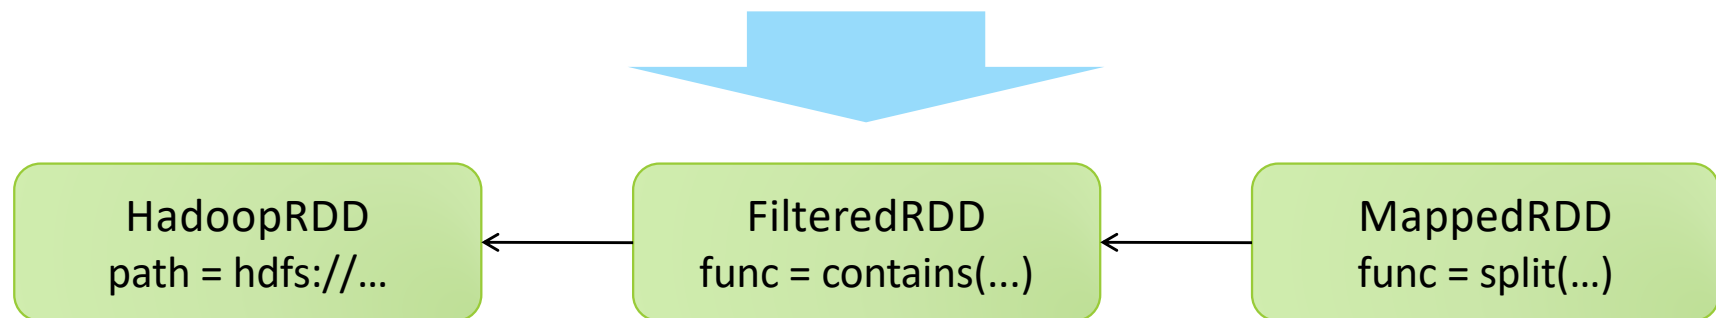 HadoopRDD
path = hdfs://…
FilteredRDD
func = contains(...)
MappedRDD
func = split(…)